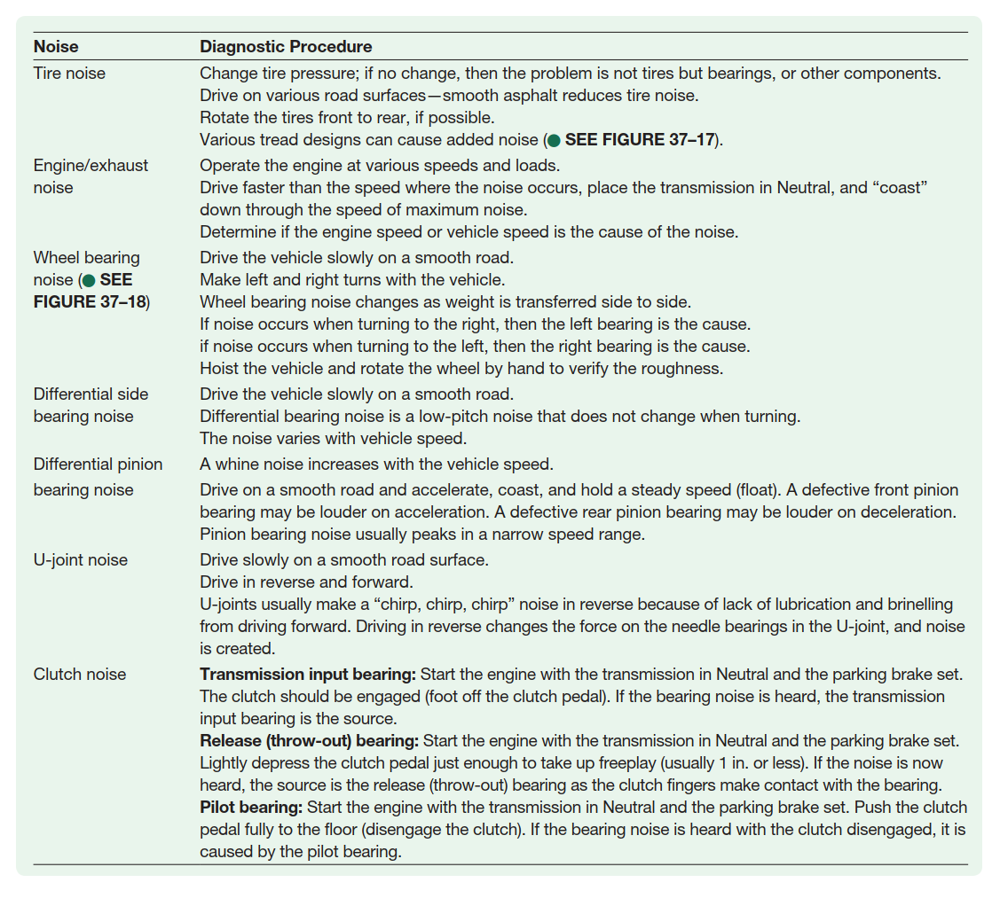 Noise Diagnostic Procedure
Tire noise Change tire pressure; if no change, then the problem is not tires but bearings, or other components.
Drive on various road surfaces—smooth asphalt reduces tire noise.
Rotate the tires front to rear, if possible.
Various tread designs can cause added noise (● SEE FIGURE 37–17).
Engine/exhaust Operate the engine at various speeds and loads.
noise Drive faster than the speed where the noise occurs, place the transmission in Neutral, and “coast”
down through the speed of maximum noise.
Determine if the engine speed or vehicle speed is the cause of the noise.
Wheel bearing Drive the vehicle slowly on a smooth road.
noise (● SEE Make left and right turns with the vehicle.
FIGURE 37–18) Wheel bearing noise changes as weight is transferred side to side.
If noise occurs when turning to the right, then the left bearing is the cause.
if noise occurs when turning to the left, then the right bearing is the cause.
Hoist the vehicle and rotate the wheel by hand to verify the roughness.
Differential side Drive the vehicle slowly on a smooth road.
bearing noise Differential bearing noise is a low-pitch noise that does not change when turning.
The noise varies with vehicle speed.
Differential pinion A whine noise increases with the vehicle speed.
bearing noise Drive on a smooth road and accelerate, coast, and hold a steady speed (float). A defective front pinion
bearing may be louder on acceleration. A defective rear pinion bearing may be louder on deceleration.
Pinion bearing noise usually peaks in a narrow speed range.
U-joint noise Drive slowly on a smooth road surface.
Drive in reverse and forward.
U-joints usually make a “chirp, chirp, chirp” noise in reverse because of lack of lubrication and brinelling
from driving forward. Driving in reverse changes the force on the needle bearings in the U-joint, and noise
is created.
Clutch noise Transmission input bearing: Start the engine with the transmission in Neutral and the parking brake set.
The clutch should be engaged (foot off the clutch pedal). If the bearing noise is heard, the transmission
input bearing is the source.
Release (throw-out) bearing: Start the engine with the transmission in Neutral and the parking brake set.
Lightly depress the clutch pedal just enough to take up freeplay (usually 1 in. or less). If the noise is now
heard, the source is the release (throw-out) bearing as the clutch fingers make contact with the bearing.
Pilot bearing: Start the engine with the transmission in Neutral and the parking brake set. Push the clutch
pedal fully to the floor (disengage the clutch). If the bearing noise is heard with the clutch disengaged, it is
caused by the pilot bearing.